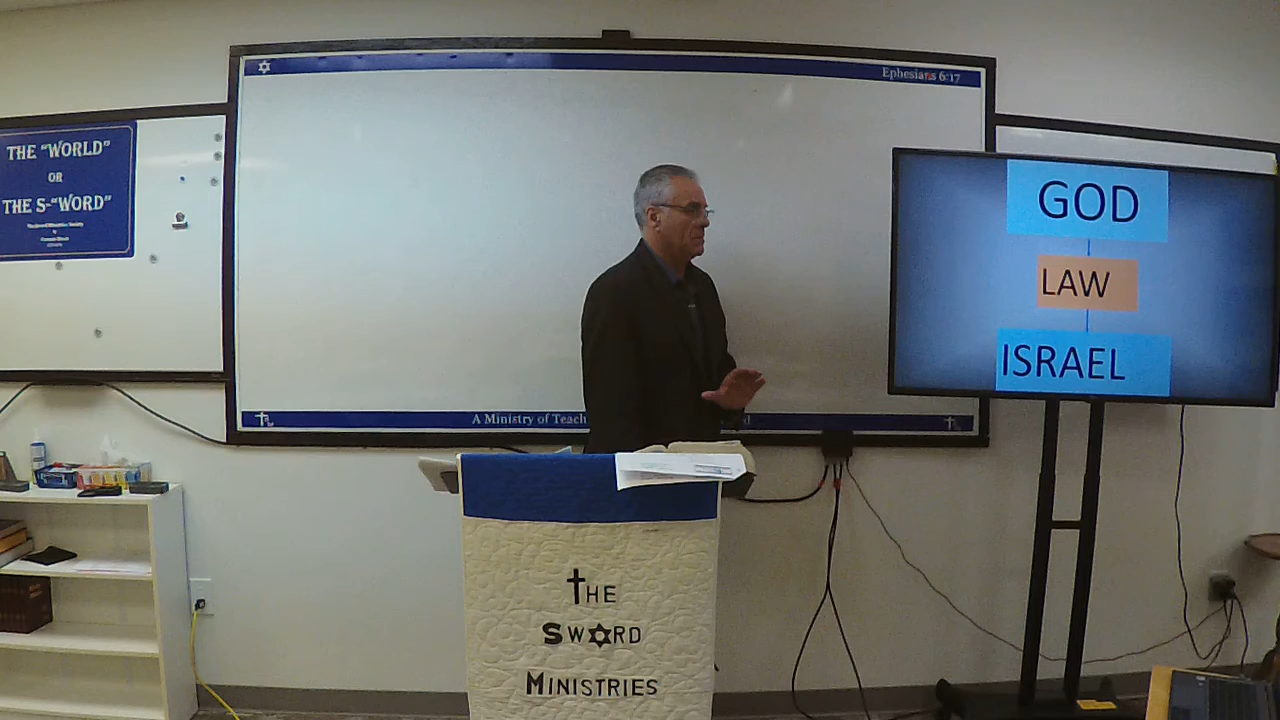 Ephesians 6:17
THE "WORLD"
OR
THE S-"WORD"
GOD
LAW
ISRAEL
A Ministry of Teach
THE
SWORD
MINISTRIES